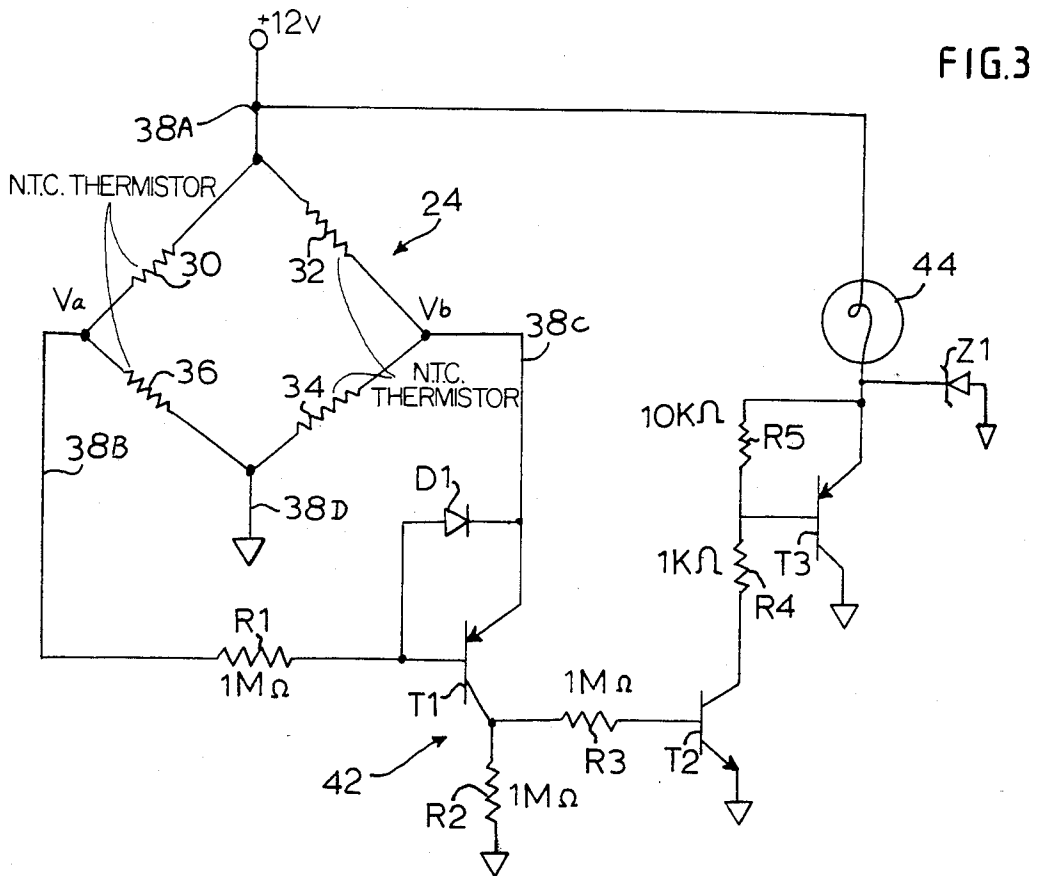 +12V
FIG.3
38A
N.T.C. THERMISTOR
24
30
32
44
Va
Vb
38C
Z1
36
34
N.T.C.
THERMISTOR
10KΩ
R5
38B
D1
38D
1KΩ
T3
R4
R1
1MΩ
T1
1MΩ
R3
T2
42
R2
1MΩ